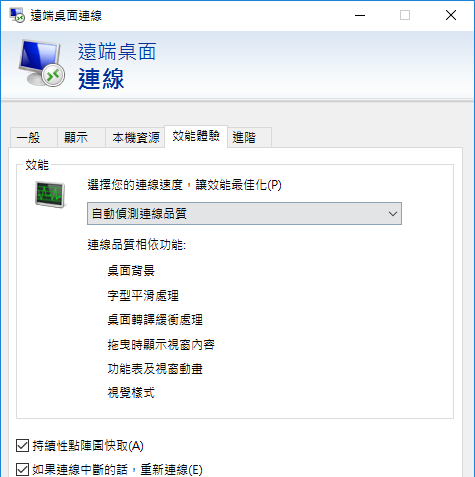 遠端桌面連線
遠端桌面
連線
一般 顯示 本機資源 效能體驗 進階
效能
選擇您的連線速度，讓效能最佳化(P)
自動偵測連線品質
連線品質相依功能:
桌面背景
字型平滑處理
桌面轉譯緩衝處理
拖曳時顯示視窗內容
功能表及視窗動畫
視覺樣式
持續性點陣圖快取(A)
如果連線中斷的話，重新連線(E)